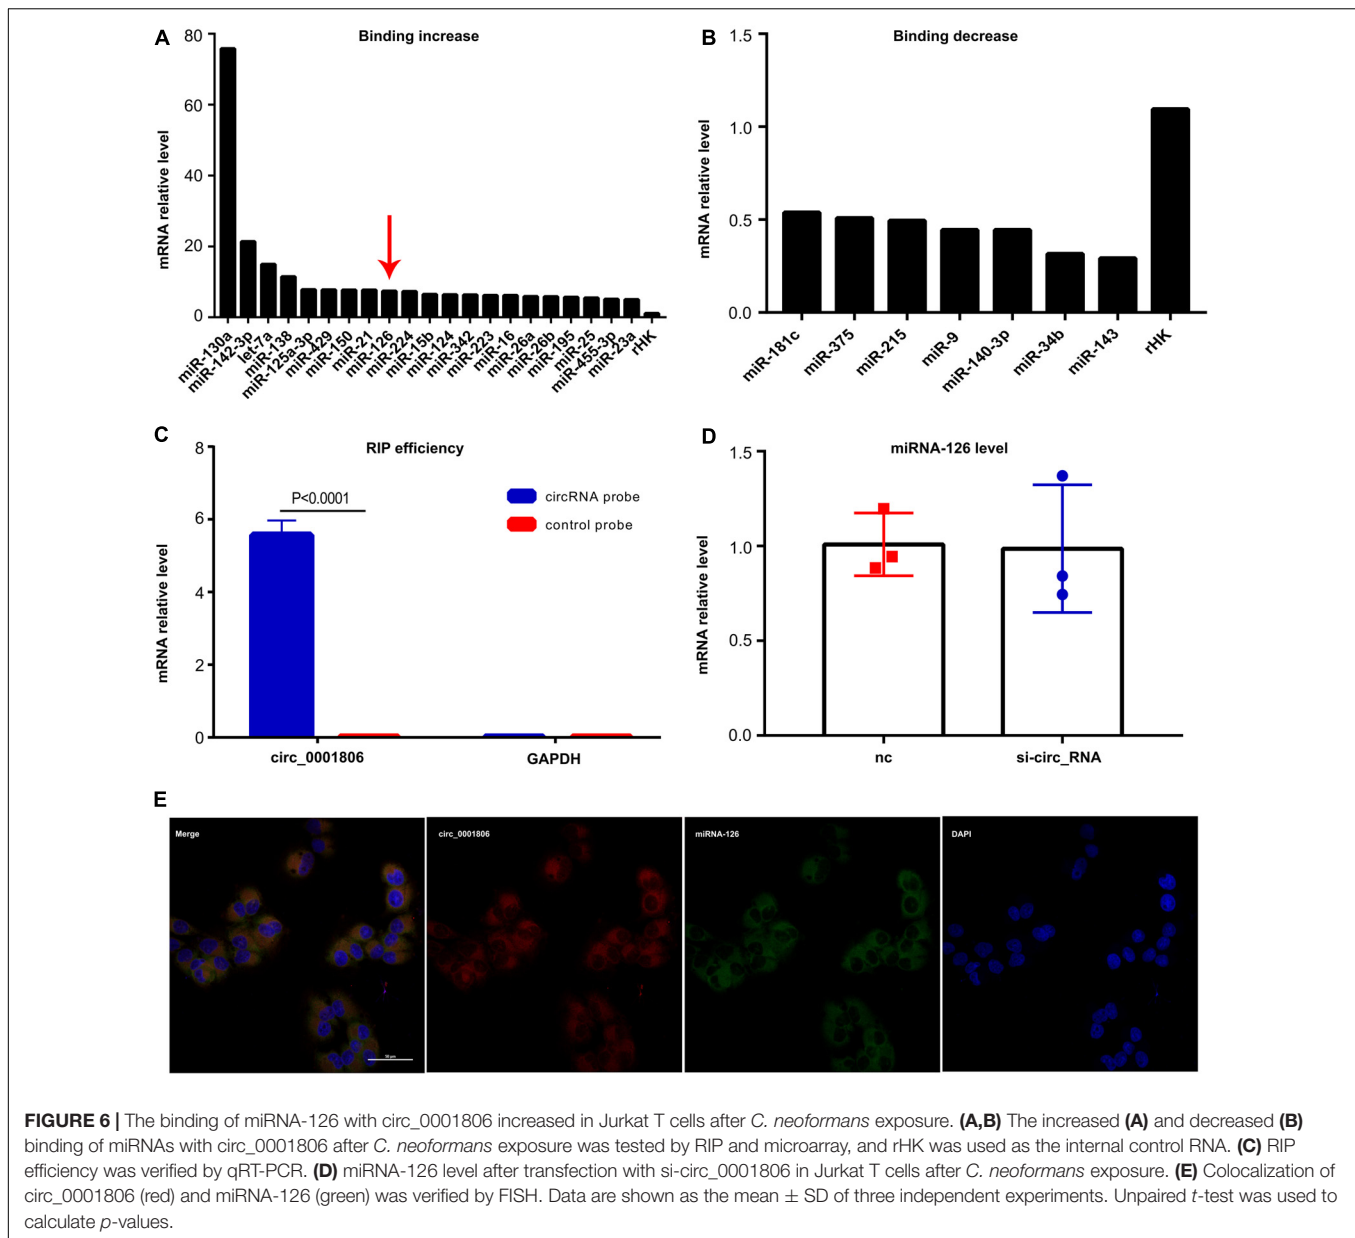 A
Binding increase
mRNA relative level
80
60
40
20
0
miR-130a
miR-142-3p
let-7a
miR-138
miR-125a-3p
miR-429
miR-150
miR-21
miR-126
miR-224
miR-15b
miR-124
miR-342
miR-223
miR-16
miR-26a
miR-26b
miR-195
miR-25
miR-455-3p
miR-23a
rHK
B
Binding decrease
mRNA relative level
1.5
1.0
0.5
0.0
miR-181c
miR-375
miR-215
miR-9
miR-140-3p
miR-34b
miR-143
rHK
C
RIP efficiency
mRNA relative level
8
6
4
2
0
P<0.0001
circRNA probe
control probe
circ_0001806
GAPDH
D
miRNA-126 level
mRNA relative level
1.5
1.0
0.5
0.0
nc
si-circ_RNA
E
Merge
circ_0001806
miRNA-126
DAPI
FIGURE 6 | The binding of miRNA-126 with circ_0001806 increased in Jurkat T cells after C. neoformans exposure. (A,B) The increased (A) and decreased (B)
binding of miRNAs with circ_0001806 after C. neoformans exposure was tested by RIP and microarray, and rHK was used as the internal control RNA. (C) RIP
efficiency was verified by qRT-PCR. (D) miRNA-126 level after transfection with si-circ_0001806 in Jurkat T cells after C. neoformans exposure. (E) Colocalization of
circ_0001806 (red) and miRNA-126 (green) was verified by FISH. Data are shown as the mean ± SD of three independent experiments. Unpaired t-test was used to
calculate p-values.